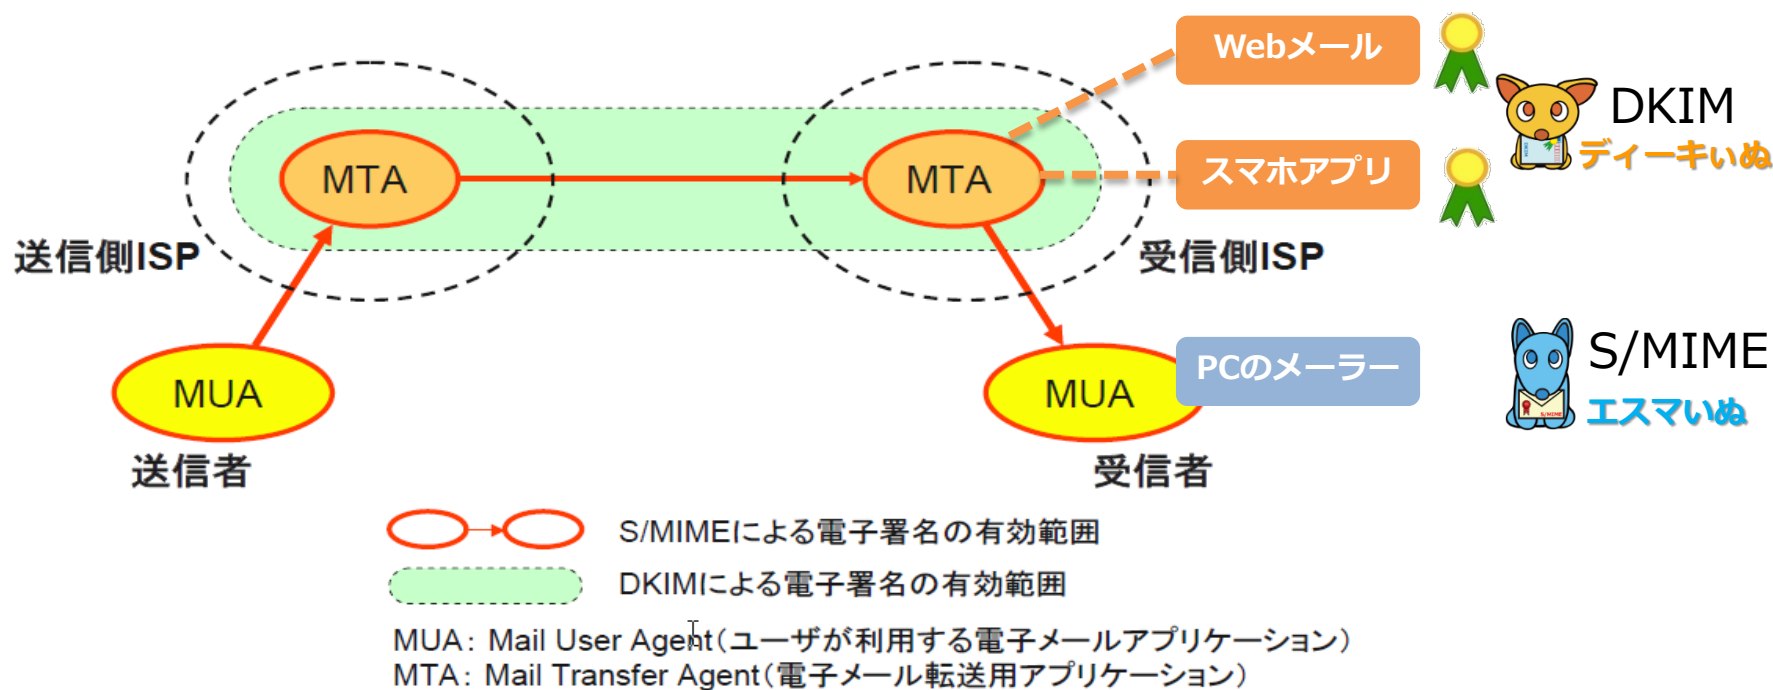 Webメール
DKIM
ディーキいぬ
MTA
MTA
スマホアプリ
送信側ISP
受信側ISP
MUA
MUA
PCのメーラー
S/MIME
エスマいぬ
S/MIME
送信者
受信者
S/MIMEによる電子署名の有効範囲
DKIMによる電子署名の有効範囲
MUA： Mail User Agent（ユーザが利用する電子メールアプリケーション）
MTA： Mail Transfer Agent（電子メール転送用アプリケーション）